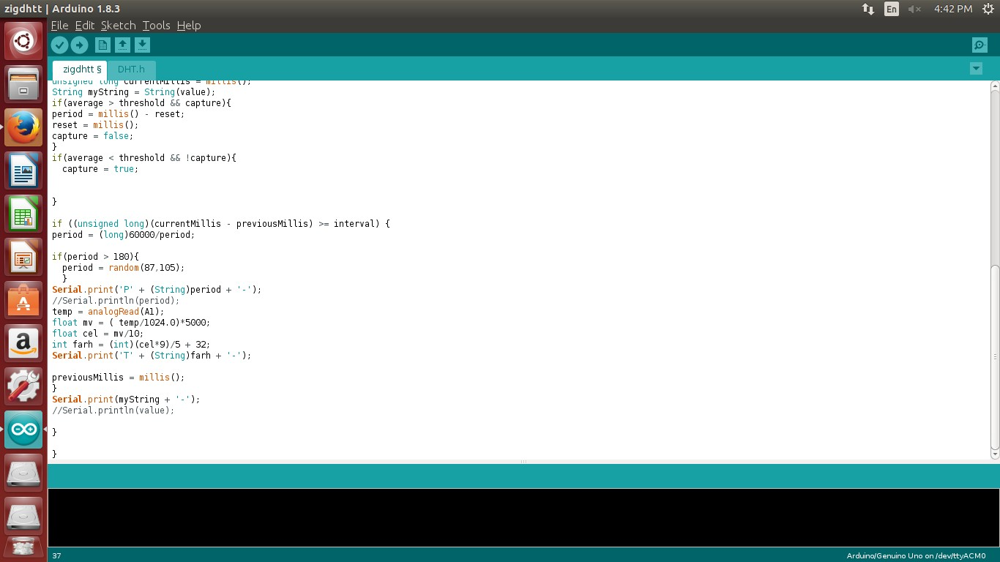 zigdhtt | Arduino 1.8.3
En
4:42 PM
File Edit Sketch Tools Help
zigdhtt §
DHT.h
unsigned long currentMillis = millis();
String myString = String(value);
if(average > threshold && capture){
period = millis() - reset;
reset = millis();
capture = false;
}
if(average < threshold && !capture){
  capture = true;
}
if ((unsigned long)(currentMillis - previousMillis) >= interval) {
period = (long)60000/period;
if(period > 180){
  period = random(87,105);
  }
Serial.print('P' + (String)period + '-');
//Serial.println(period);
temp = analogRead(A1);
float mv = ( temp/1024.0)*5000;
float cel = mv/10;
int farh = (int)(cel*9)/5 + 32;
Serial.print('T' + (String)farh + '-');
previousMillis = millis();
}
Serial.print(myString + '-');
//Serial.println(value);
}
}
37
Arduino/Genuino Uno on /dev/ttyACM0